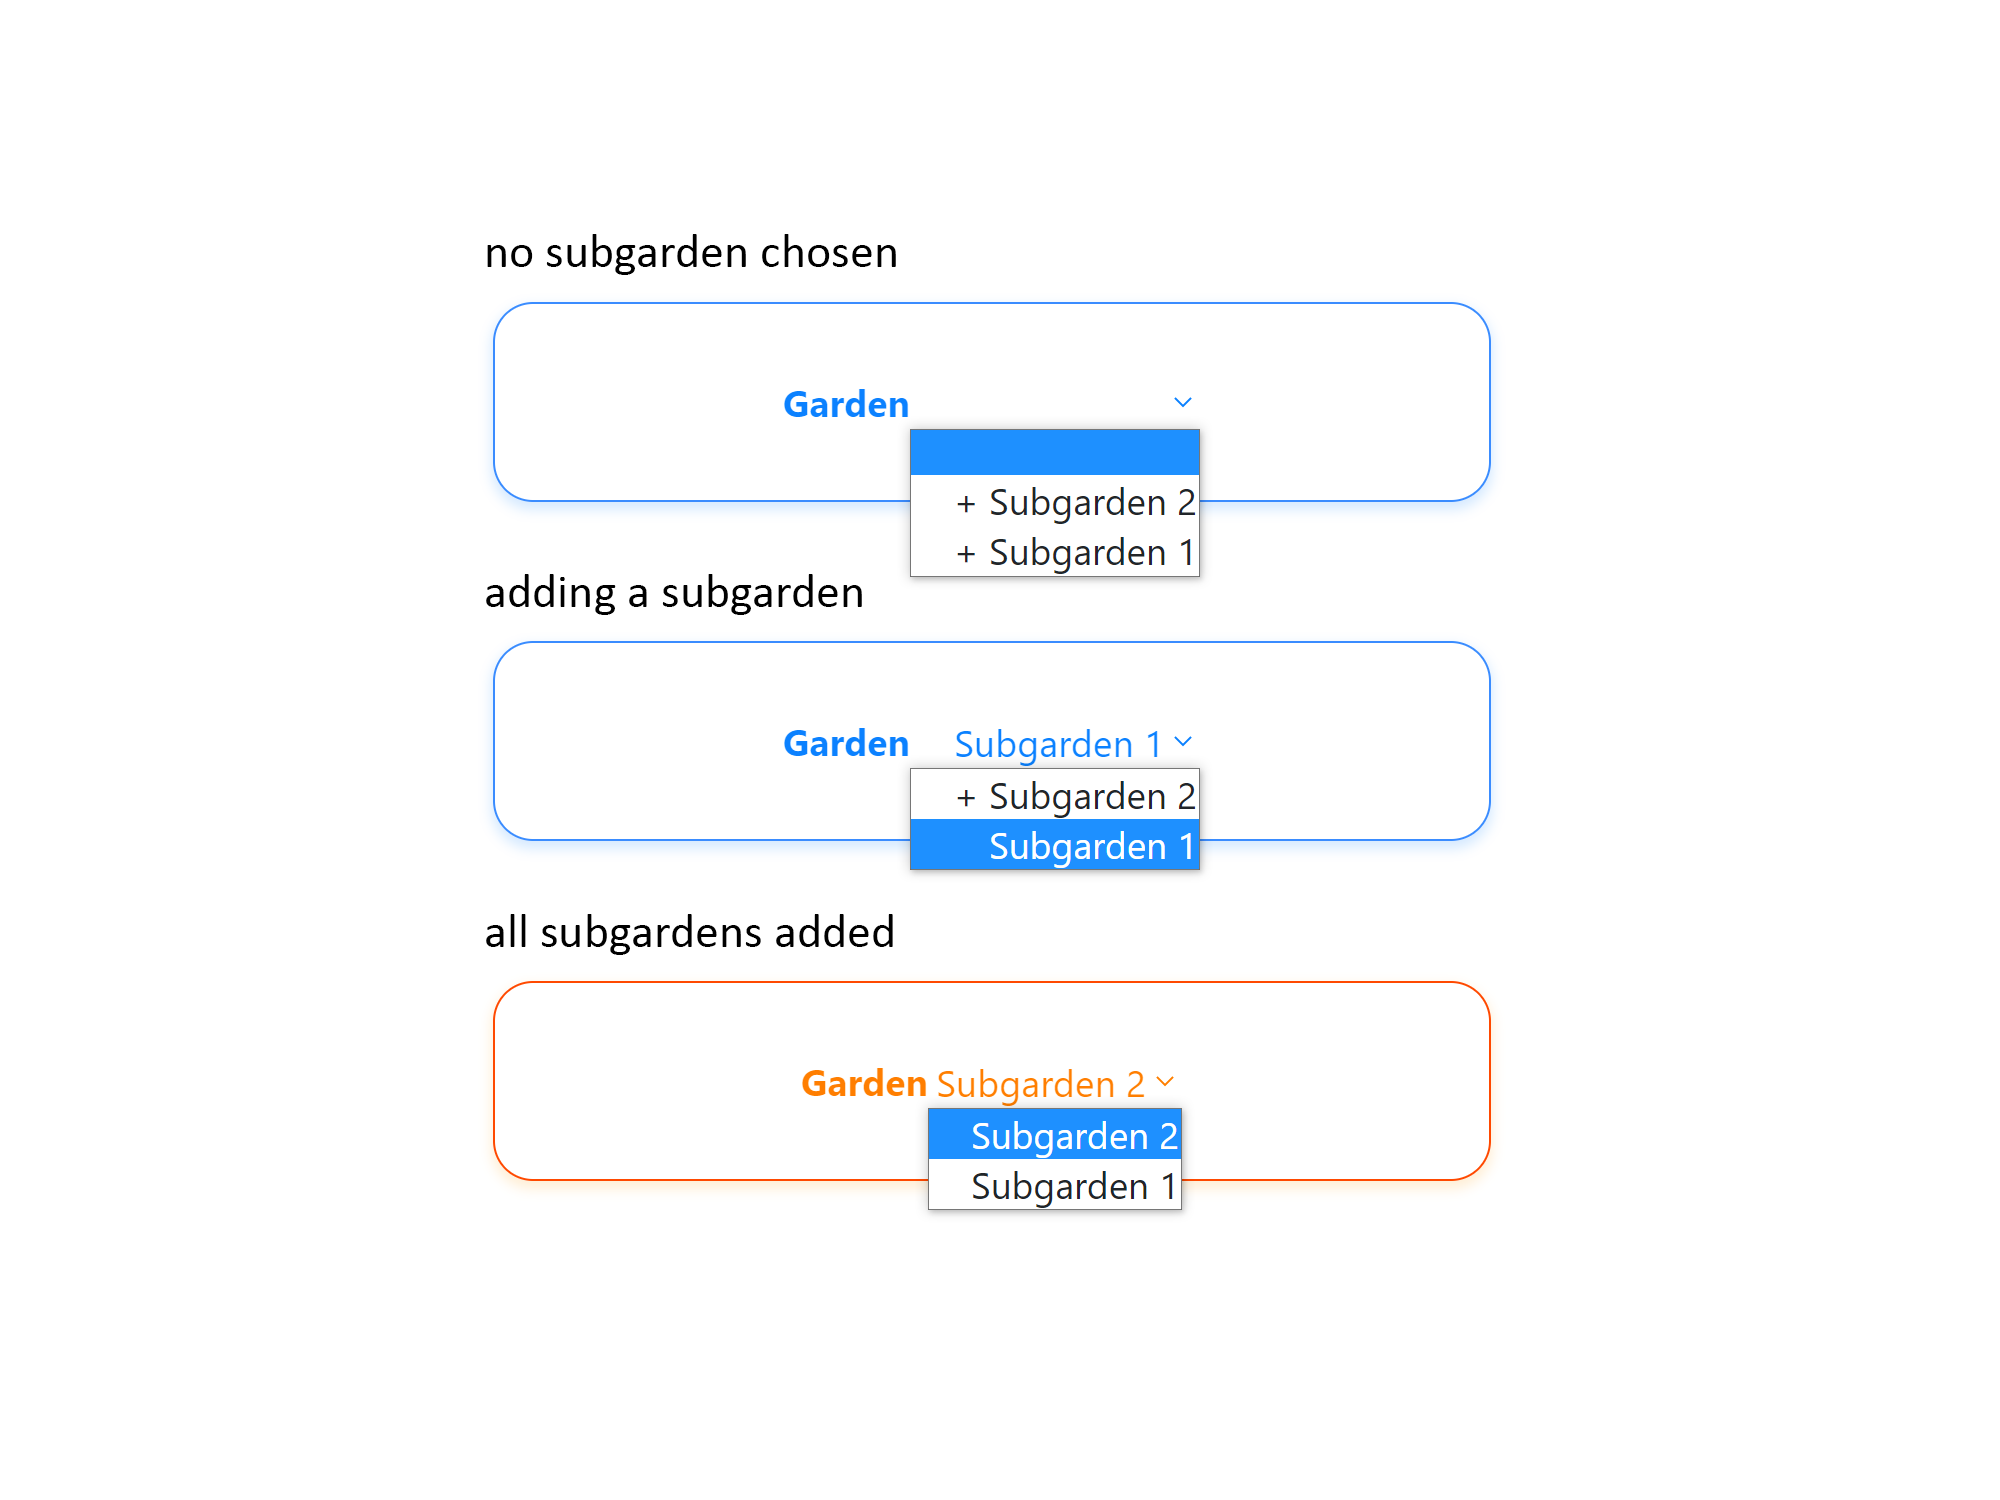 no subgarden chosen
Garden
+ Subgarden 2
+ Subgarden 1
adding a subgarden
Garden Subgarden 1
+ Subgarden 2
Subgarden 1
all subgardens added
Garden Subgarden 2
Subgarden 2
Subgarden 1